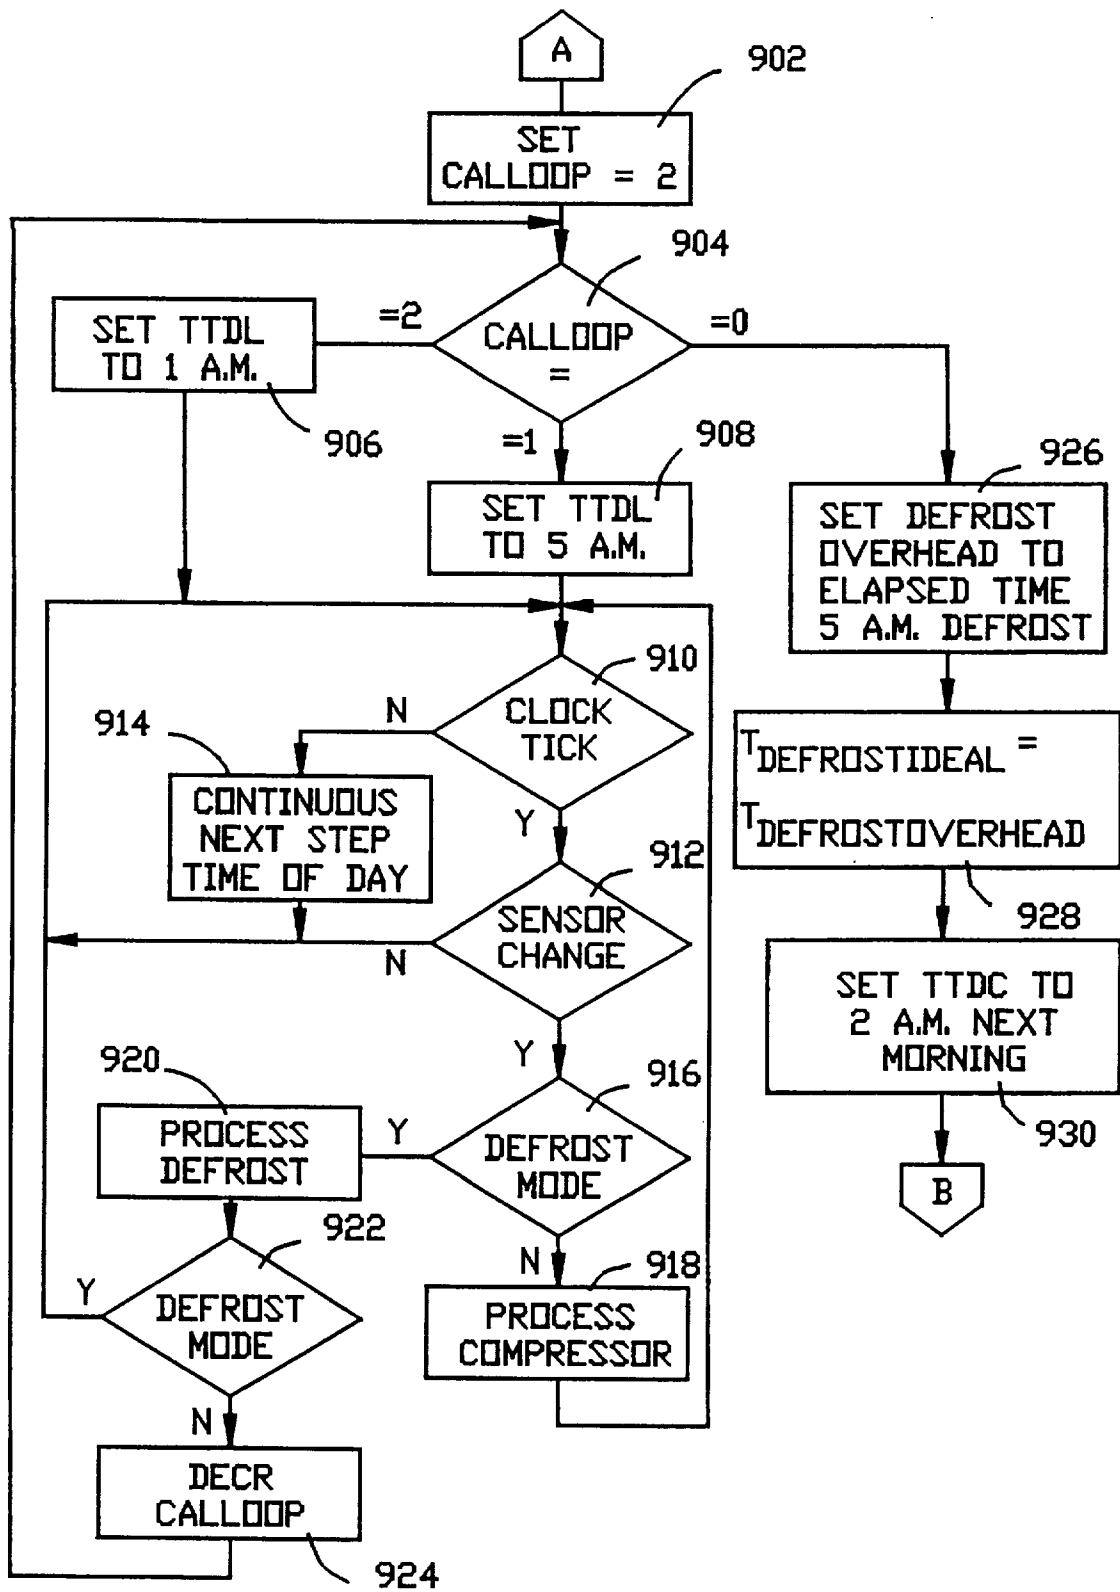 A
902
SET
CALLOOP = 2
904
=2
CALLOOP
=
=0
SET TTDL
TO 1 A.M.
906
=1
908
SET TTDL
TO 5 A.M.
926
SET DEFROST
OVERHEAD TO
ELAPSED TIME
5 A.M. DEFROST
910
N
CLOCK
TICK
Y
914
CONTINUOUS
NEXT STEP
TIME OF DAY
TDEFROSTIDEAL =
TDEFROSTOVERHEAD
928
912
SENSOR
CHANGE
N
Y
SET TTDC TO
2 A.M. NEXT
MORNING
930
B
920
PROCESS
DEFROST
Y
916
DEFROST
MODE
N
918
PROCESS
COMPRESSOR
922
Y
DEFROST
MODE
N
DECR
CALLOOP
924